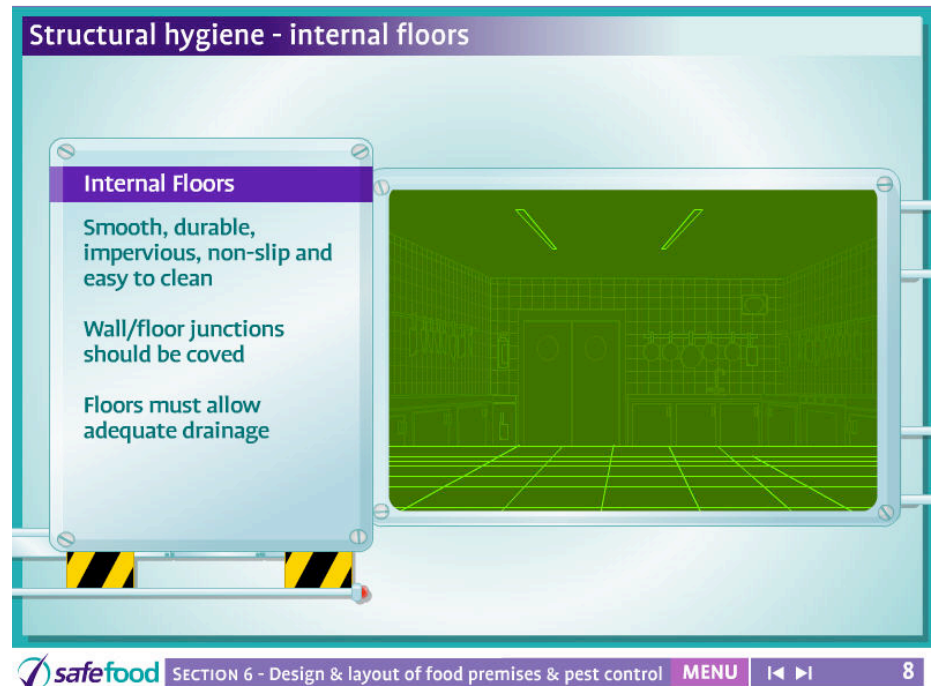 Structural hygiene - internal floors
Internal Floors
Smooth, durable,
impervious, non-slip and
easy to clean
Wall/floor junctions
should be coved
Floors must allow
adequate drainage
safefood SECTION 6 - Design & layout of food premises & pest control MENU 8